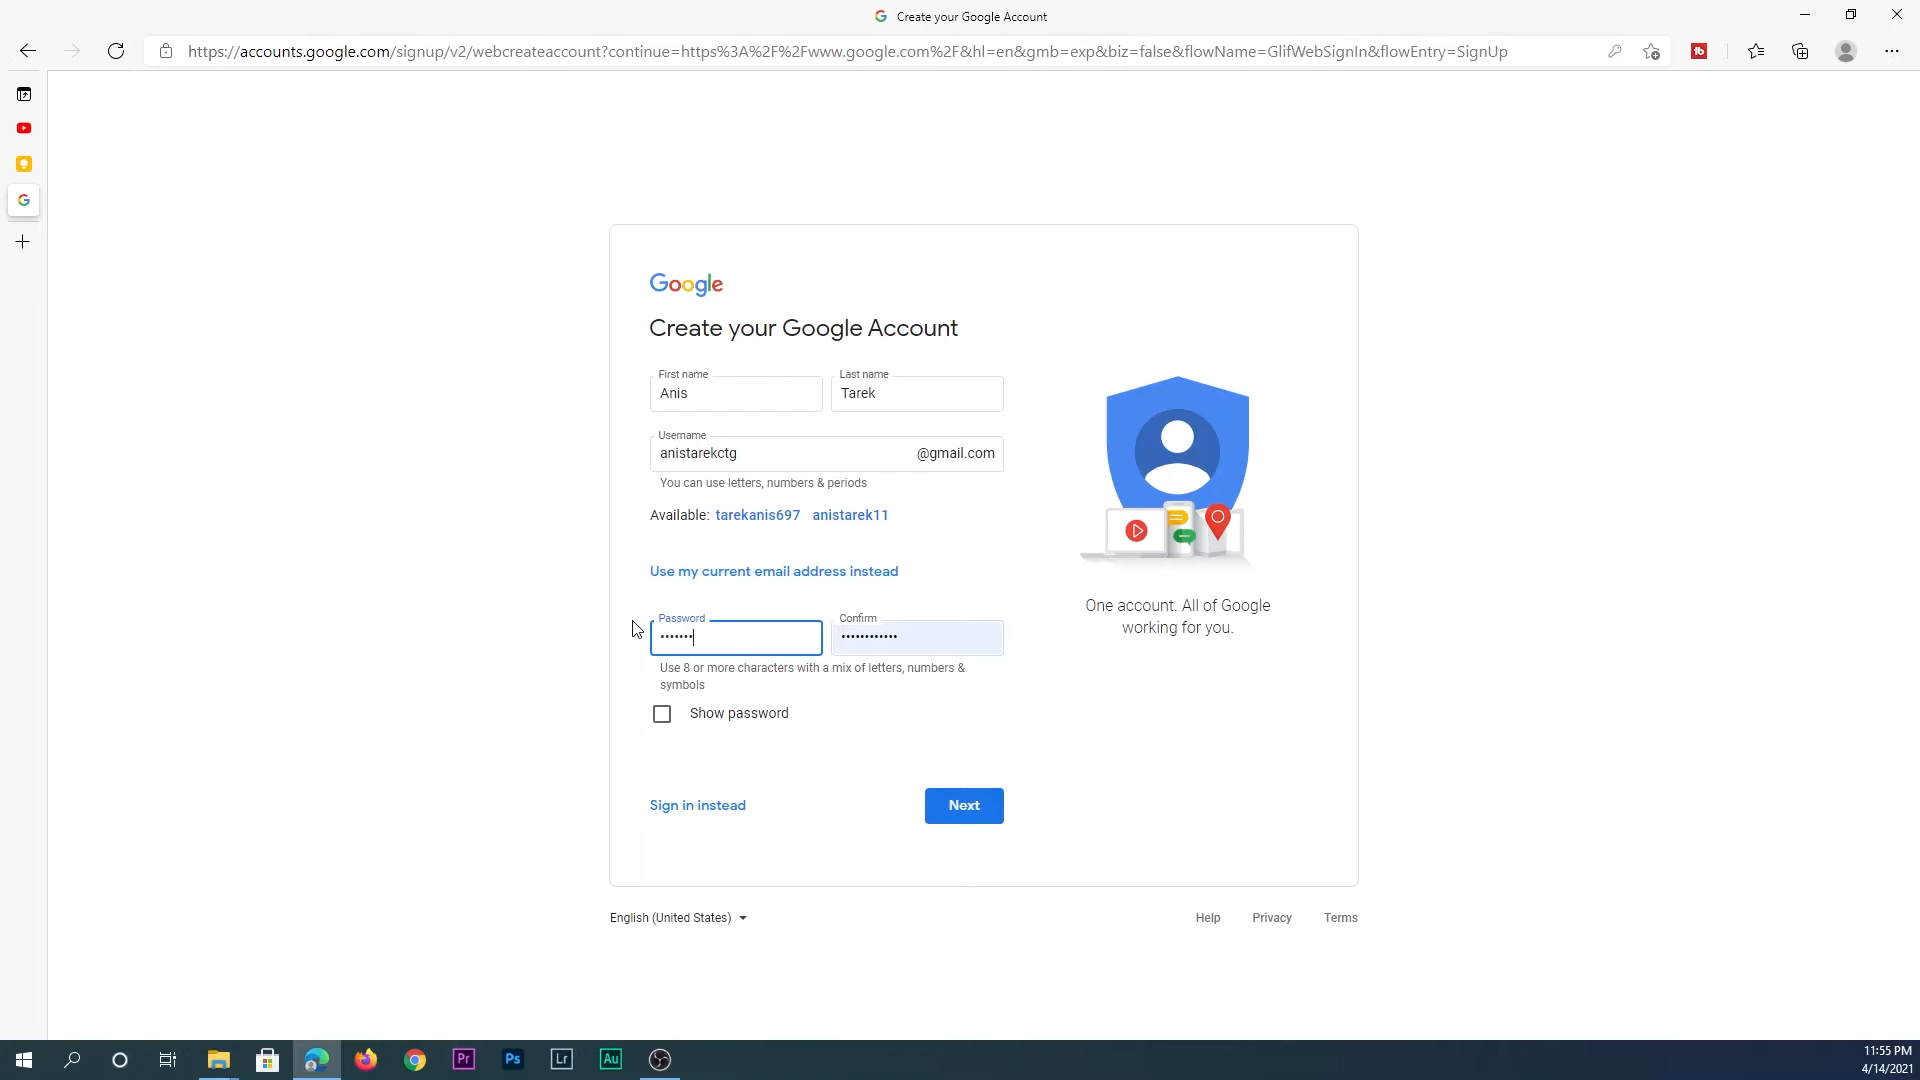 Create your Google Account
https://accounts.google.com/signup/v2/webcreateaccount?continue=https%3A%2F%2Fwww.google.com%2F&hl=en&gmb=exp&biz=false&flowName=GlifWebSignIn&flowEntry=SignUp
Google
Create your Google Account
First name
Last name
Anis
Tarek
Username
anistarekctg
@gmail.com
You can use letters, numbers & periods
Available: tarekanis697 anistarek11
Use my current email address instead
Password
Confirm
•••••••
••••••••••••
Use 8 or more characters with a mix of letters, numbers &
symbols
Show password
Sign in instead
Next
One account. All of Google
working for you.
English (United States)
Help
Privacy
Terms
Pr
Ps
Lr
Au
11:55 PM
4/14/2021